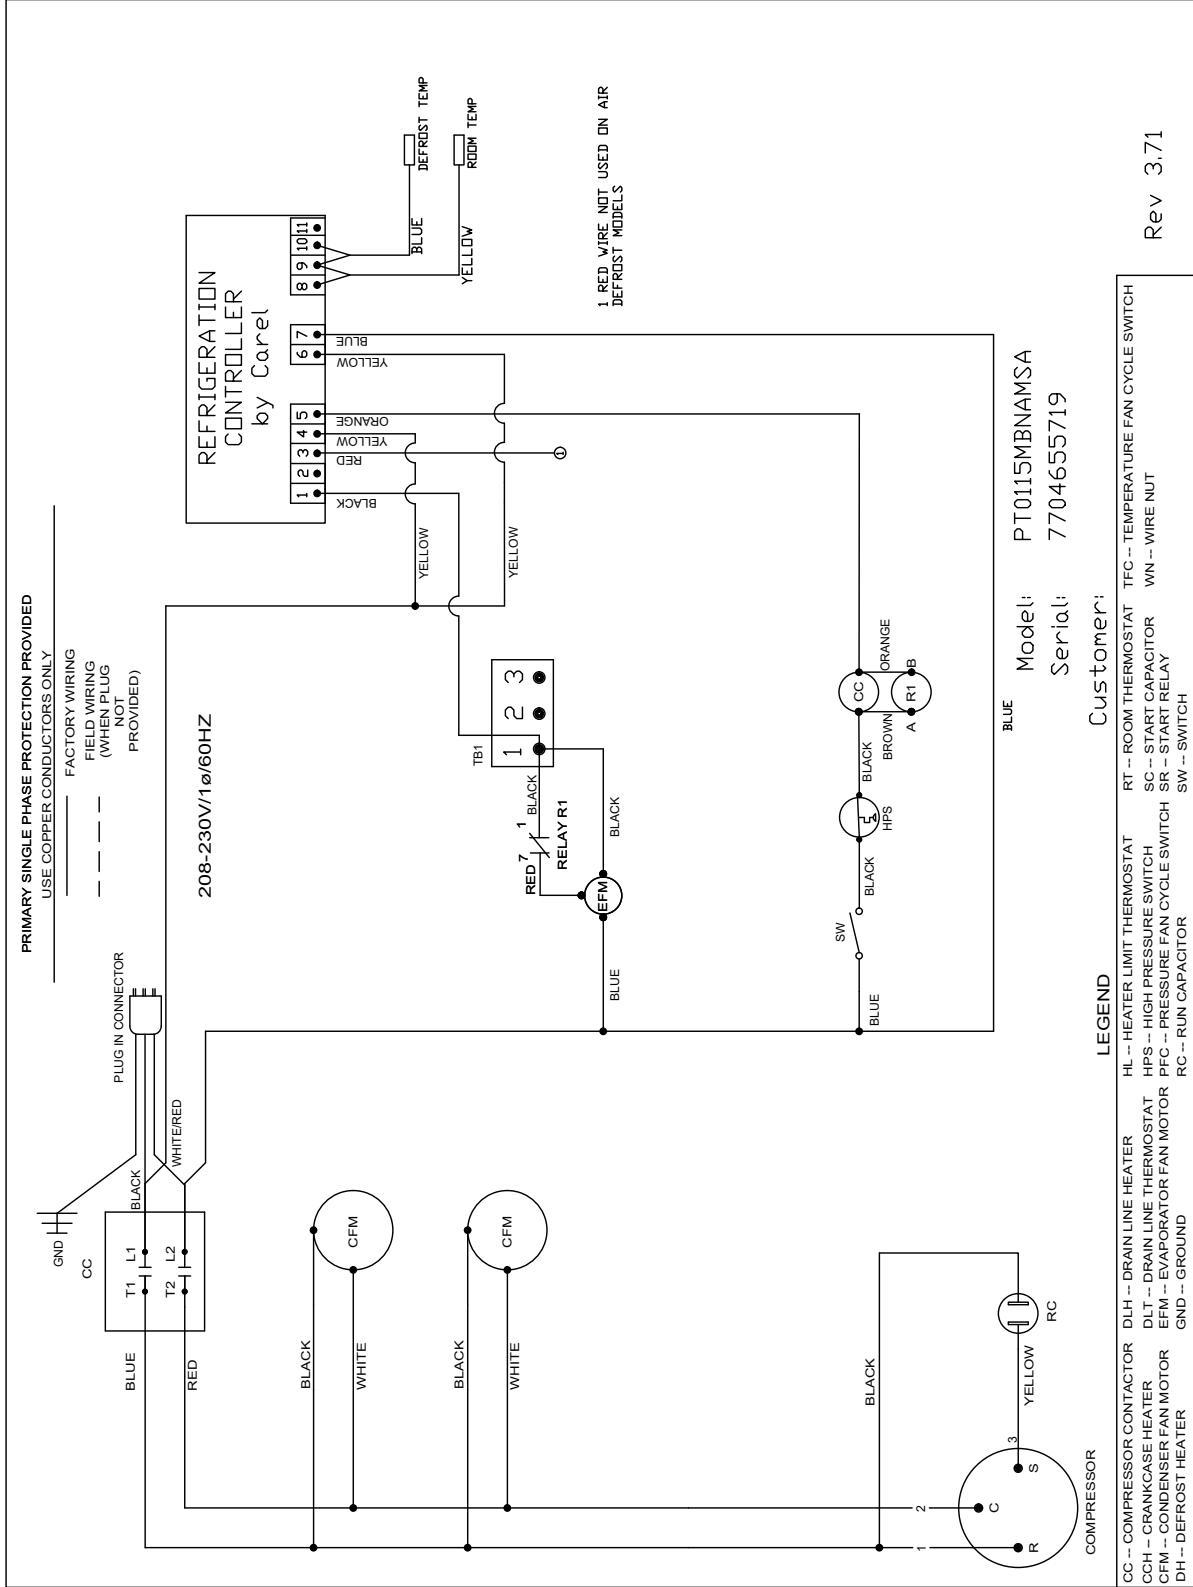 PRIMARY SINGLE PHASE PROTECTION PROVIDED
USE COPPER CONDUCTORS ONLY
FACTORY WIRING
FIELD WIRING
(WHEN PLUG
NOT
PROVIDED)
208-230V/1ø/60HZ
PLUG IN CONNECTOR
GND
CC
T1
L1
T2
L2
BLACK
WHITE/RED
BLUE
RED
REFRIGERATION
CONTROLLER
by Carel
1
2
3
4
5
6
7
8
9
10
11
BLACK
RED
YELLOW
ORANGE
YELLOW
BLUE
BLUE
YELLOW
DEFROST TEMP
ROOM TEMP
1 RED WIRE NOT USED ON AIR
DEFROST MODELS
1
YELLOW
YELLOW
TB1
1
2
3
BLACK
1
RED 7
RELAY R1
BLACK
EFM
BLUE
BLACK
CFM
WHITE
BLACK
CFM
WHITE
SW
BLUE
BLACK
HPS
BLACK
CC
BROWN
ORANGE
A
R1
B
BLUE
BLACK
RC
YELLOW
1
2
3
R
C
S
COMPRESSOR
Model: PT0115MBNAMSA
Serial: 7704655719
Customer:
Rev 3.71
LEGEND
CC -- COMPRESSOR CONTACTOR
CCH -- CRANKCASE HEATER
CFM -- CONDENSER FAN MOTOR
DH -- DEFROST HEATER
DLH -- DRAIN LINE HEATER
DLT -- DRAIN LINE THERMOSTAT
EFM -- EVAPORATOR FAN MOTOR
GND -- GROUND
HL -- HEATER LIMIT THERMOSTAT
HPS -- HIGH PRESSURE SWITCH
PFC -- PRESSURE FAN CYCLE SWITCH
RC -- RUN CAPACITOR
RT -- ROOM THERMOSTAT
SC -- START CAPACITOR
SR -- START RELAY
SW -- SWITCH
TFC -- TEMPERATURE FAN CYCLE SWITCH
WN -- WIRE NUT